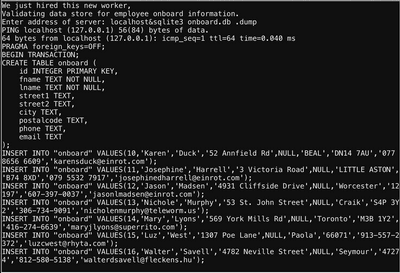 We just hired this new worker,
Validating data store for employee onboard information.
Enter address of server: localhost&sqlite3 onboard.db .dump
PING localhost (127.0.0.1) 56(84) bytes of data.
64 bytes from localhost (127.0.0.1): icmp_seq=1 ttl=64 time=0.040 ms
PRAGMA foreign_keys=OFF;
BEGIN TRANSACTION;
CREATE TABLE onboard (
id INTEGER PRIMARY KEY,
fname TEXT NOT NULL,
lname TEXT NOT NULL,
street1 TEXT,
street2 TEXT,
city TEXT,
postalcode TEXT,
phone TEXT,
email TEXT
);
INSERT INTO "onboard" VALUES(10,'Karen','Duck','52 Annfield Rd',NULL,'BEAL','DN14 7AU','077
8656 6609','karensduck@einrot.com');
INSERT INTO "onboard" VALUES(11,'Josephine','Harrell','3 Victoria Road',NULL,'LITTLE ASTON',
'B74 8XD','079 5532 7917','josephinedharrell@einrot.com');
INSERT INTO "onboard" VALUES(12,'Jason','Madsen','4931 Cliffside Drive',NULL,'Worcester','12
197','607-397-0037','jasonlmadsen@einrot.com');
INSERT INTO "onboard" VALUES(13,'Nichole','Murphy','53 St. John Street',NULL,'Craik','S4P 3Y
2','306-734-9091','nicholenmurphy@teleworm.us');
INSERT INTO "onboard" VALUES(14,'Mary','Lyons','569 York Mills Rd',NULL,'Toronto','M3B 1Y2',
'416-274-6639','maryjlyons@superrito.com');
INSERT INTO "onboard" VALUES(15,'Luz','West','1307 Poe Lane',NULL,'Paola','66071','913-557-2
372','luzcwest@rhyta.com');
INSERT INTO "onboard" VALUES(16,'Walter','Savell','4782 Neville Street',NULL,'Seymour','4727
4','812-580-5138','walterdsavell@fleckens.hu');